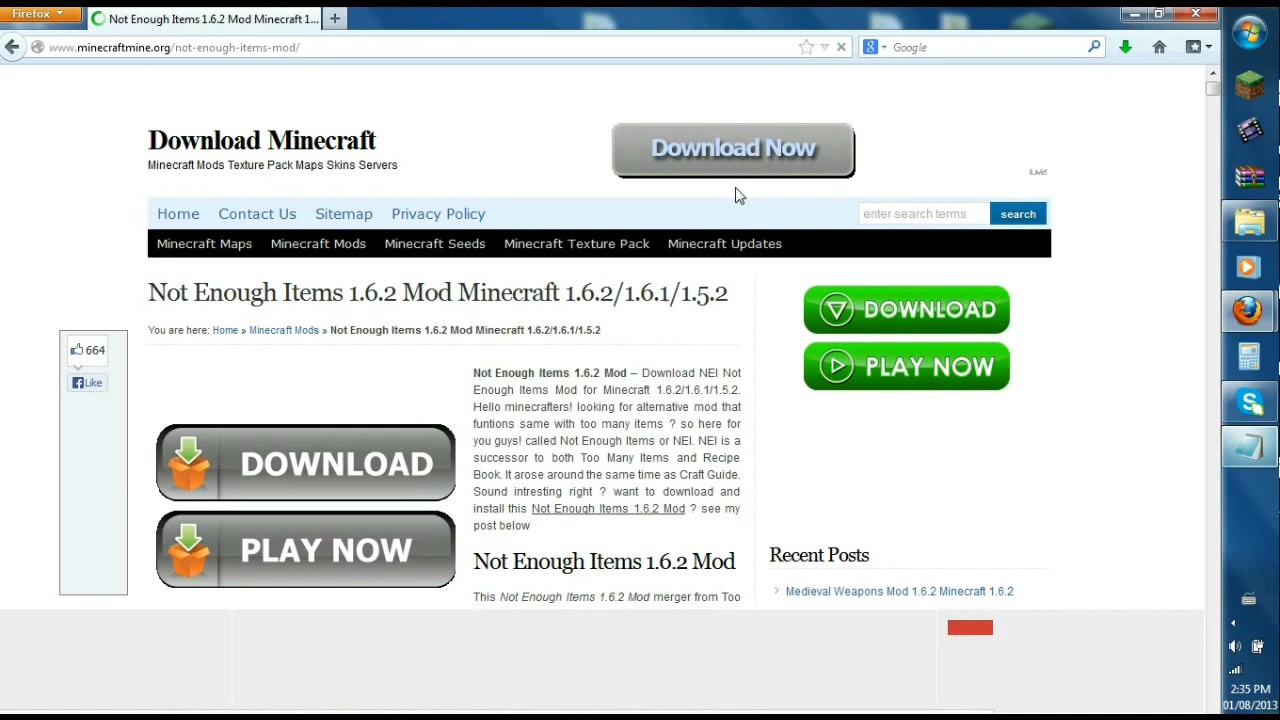 Firefox
Not Enough Items 1.6.2 Mod Minecraft 1...
www.minecraftmine.org/not-enough-items-mod/
Google
Download Minecraft
Minecraft Mods Texture Pack Maps Skins Servers
Download Now
iLivid
Home Contact Us Sitemap Privacy Policy
enter search terms
search
Minecraft Maps Minecraft Mods Minecraft Seeds Minecraft Texture Pack Minecraft Updates
Not Enough Items 1.6.2 Mod Minecraft 1.6.2/1.6.1/1.5.2
You are here: Home » Minecraft Mods » Not Enough Items 1.6.2 Mod Minecraft 1.6.2/1.6.1/1.5.2
664
Like
DOWNLOAD
PLAY NOW
Not Enough Items 1.6.2 Mod – Download NEI Not
Enough Items Mod for Minecraft 1.6.2/1.6.1/1.5.2.
Hello minecrafters! looking for alternative mod that
funtions same with too many items ? so here for
you guys! called Not Enough Items or NEI. NEI is a
successor to both Too Many Items and Recipe
Book. It arose around the same time as Craft Guide.
Sound intresting right ? want to download and
install this Not Enough Items 1.6.2 Mod ? see my
post below
Not Enough Items 1.6.2 Mod
This Not Enough Items 1.6.2 Mod merger from Too
DOWNLOAD
PLAY NOW
Recent Posts
Medieval Weapons Mod 1.6.2 Minecraft 1.6.2
2:35 PM
01/08/2013